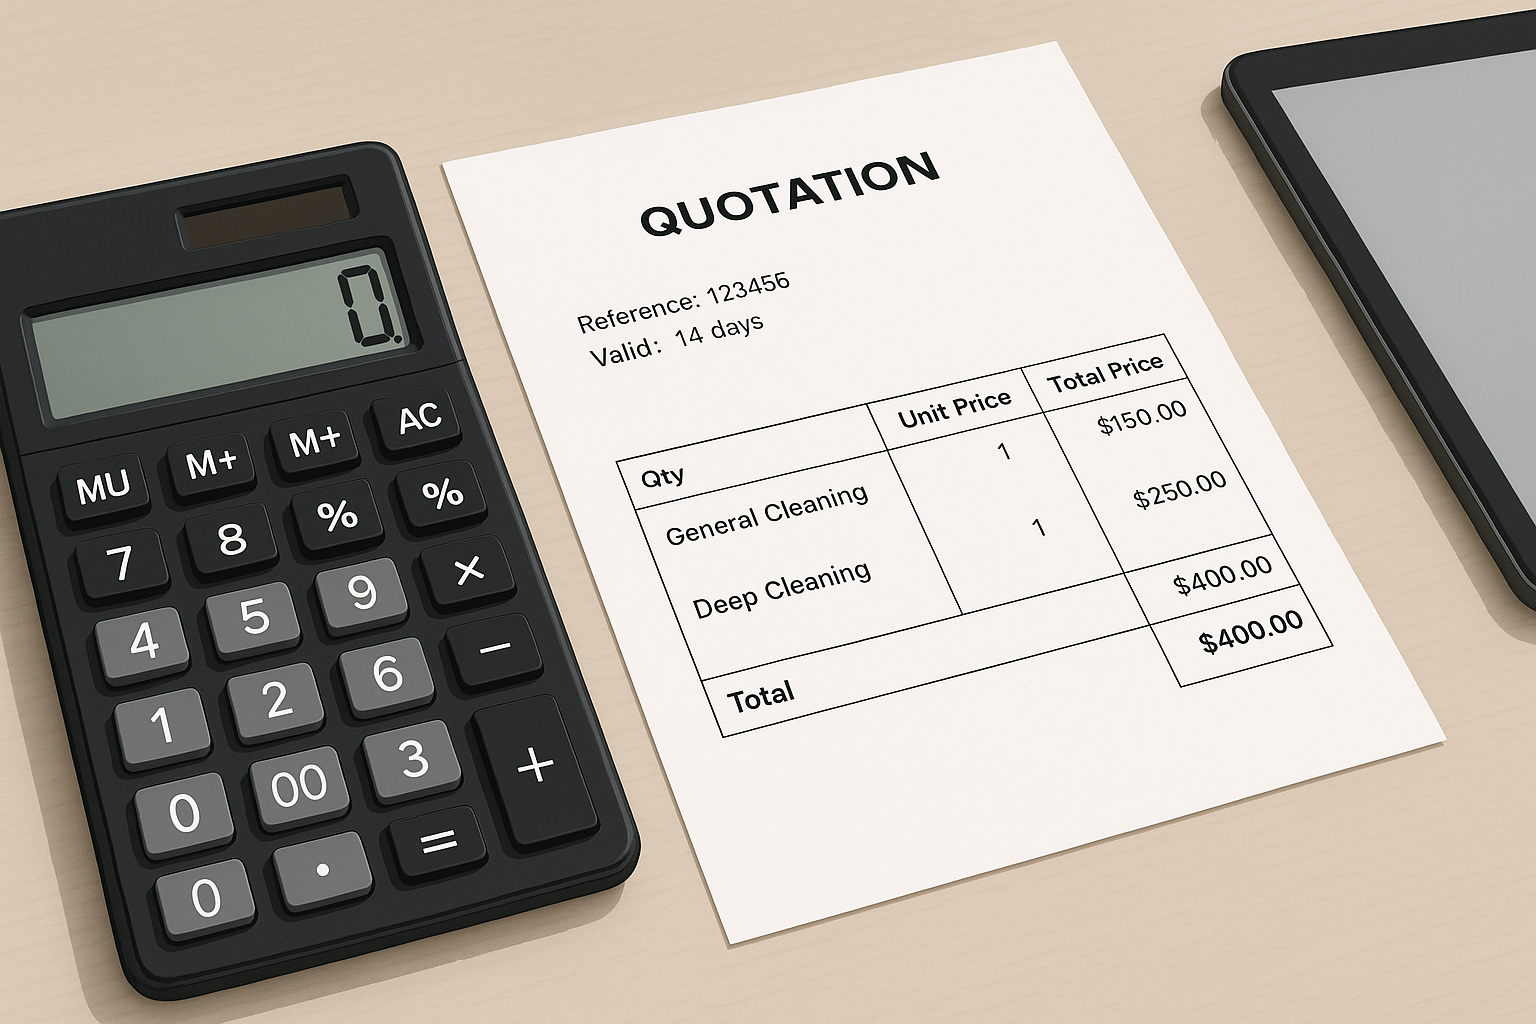 QUOTATION
Reference: 123456
Valid: 14 days
Qty Unit Price Total Price
General Cleaning 1 $150.00
Deep Cleaning 1 $250.00
$400.00
Total $400.00
0.
MU M+ M+ AC
7 8 % %
4 5 9 ×
1 2 6 −
0 00 3 +
0 . =